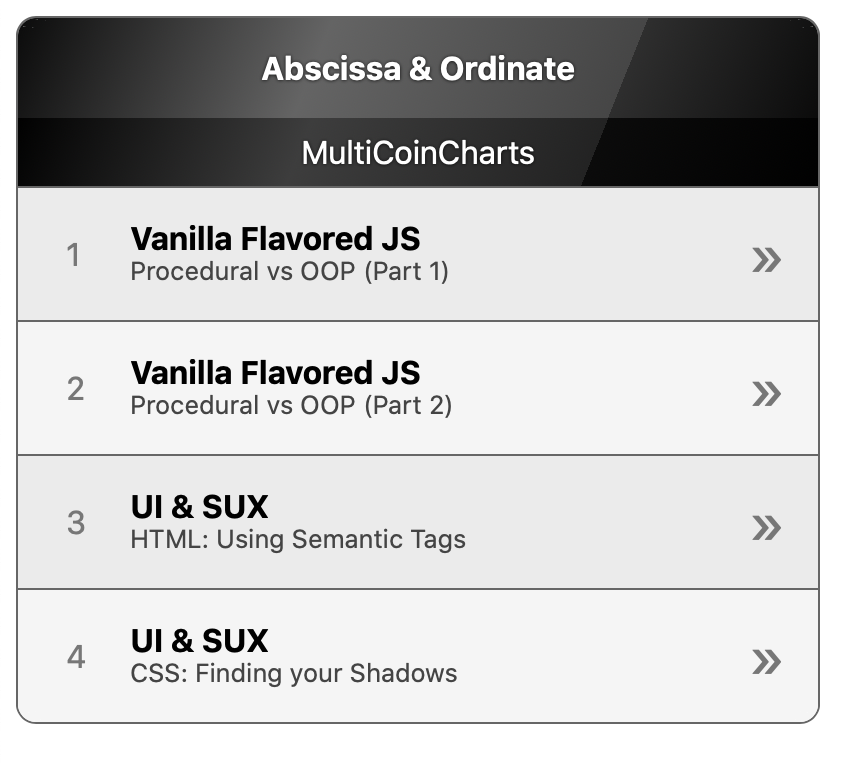 Abscissa & Ordinate
MultiCoinCharts
1
Vanilla Flavored JS
Procedural vs OOP (Part 1)
»
2
Vanilla Flavored JS
Procedural vs OOP (Part 2)
»
3
UI & SUX
HTML: Using Semantic Tags
»
4
UI & SUX
CSS: Finding your Shadows
»